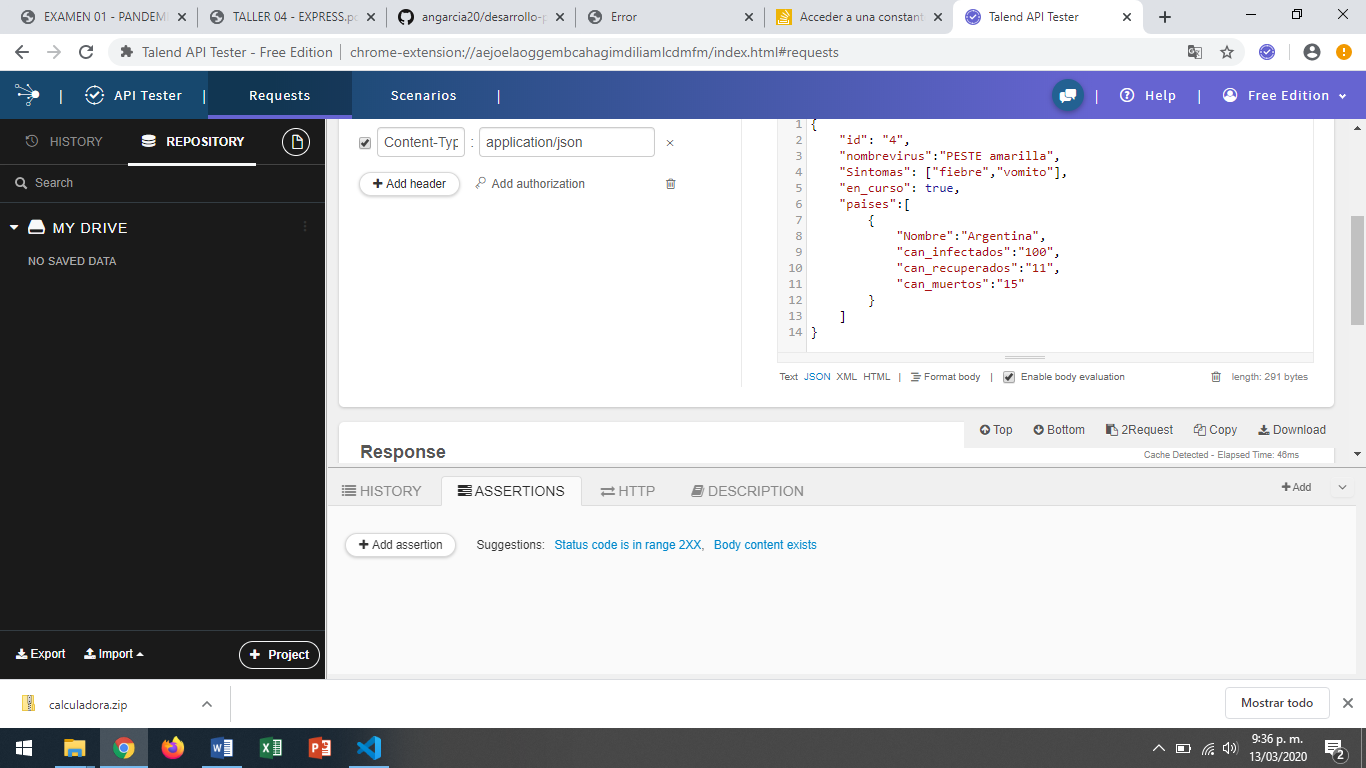 EXAMEN 01 - PANDEM
TALLER 04 - EXPRESS.p
angarcia20/desarrollo-p
Error
Acceder a una constant
Talend API Tester
Talend API Tester - Free Edition
chrome-extension://aejoelaoggembcahagimdiliamlcdmfm/index.html#requests
| API Tester | Requests Scenarios | | Help | Free Edition
HISTORY REPOSITORY
Search
MY DRIVE
NO SAVED DATA
Export Import + Project
Content-Typ : application/json ×
+ Add header Add authorization
1 {
2 "id": "4",
3 "nombrevirus":"PESTE amarilla",
4 "Sintomas": ["fiebre","vomito"],
5 "en_curso": true,
6 "paises":[
7 {
8 "Nombre":"Argentina",
9 "can_infectados":"100",
10 "can_recuperados":"11",
11 "can_muertos":"15"
12 }
13 ]
14 }
Text JSON XML HTML | Format body | Enable body evaluation length: 291 bytes
Top Bottom 2Request Copy Download
Response
Cache Detected - Elapsed Time: 46ms
HISTORY ASSERTIONS HTTP DESCRIPTION + Add
+ Add assertion Suggestions: Status code is in range 2XX, Body content exists
calculadora.zip Mostrar todo
9:36 p. m.
13/03/2020
2